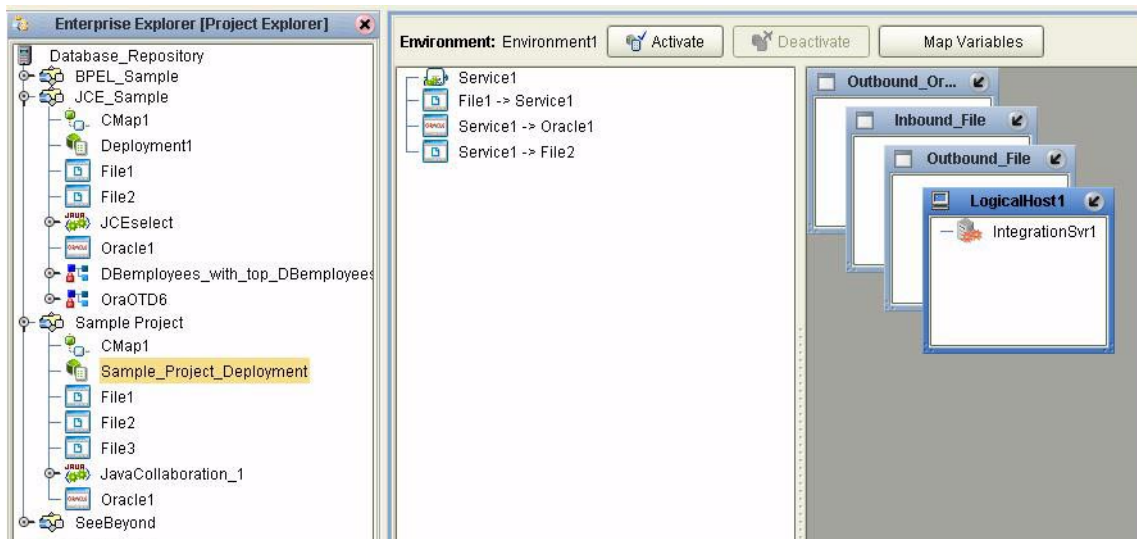 Enterprise Explorer [Project Explorer]
Database_Repository
BPEL_Sample
JCE_Sample
CMap1
Deployment1
File1
File2
JCEselect
Oracle1
DBemployees_with_top_DBemployees
OraOTD6
Sample Project
CMap1
Sample_Project_Deployment
File1
File2
File3
JavaCollaboration_1
Oracle1
SeeBeyond
Environment: Environment1 Activate Deactivate Map Variables
Service1
File1 -> Service1
Service1 -> Oracle1
Service1 -> File2
Outbound_Or...
Inbound_File
Outbound_File
LogicalHost1
IntegrationSvr1